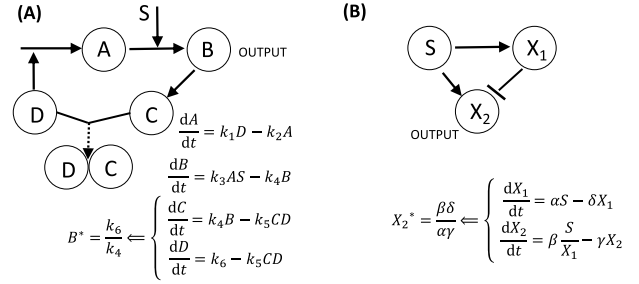 (A)
S
A
B
OUTPUT
D
C
D C
dA/dt = k₁D − k₂A
dB/dt = k₃AS − k₄B
B* = k₆/k₄ ⇐ {
dC/dt = k₄B − k₅CD
dD/dt = k₆ − k₅CD
(B)
S
X₁
X₂
OUTPUT
X₂* = βδ/αγ ⇐ {
dX₁/dt = αS − δX₁
dX₂/dt = β S/X₁ − γX₂